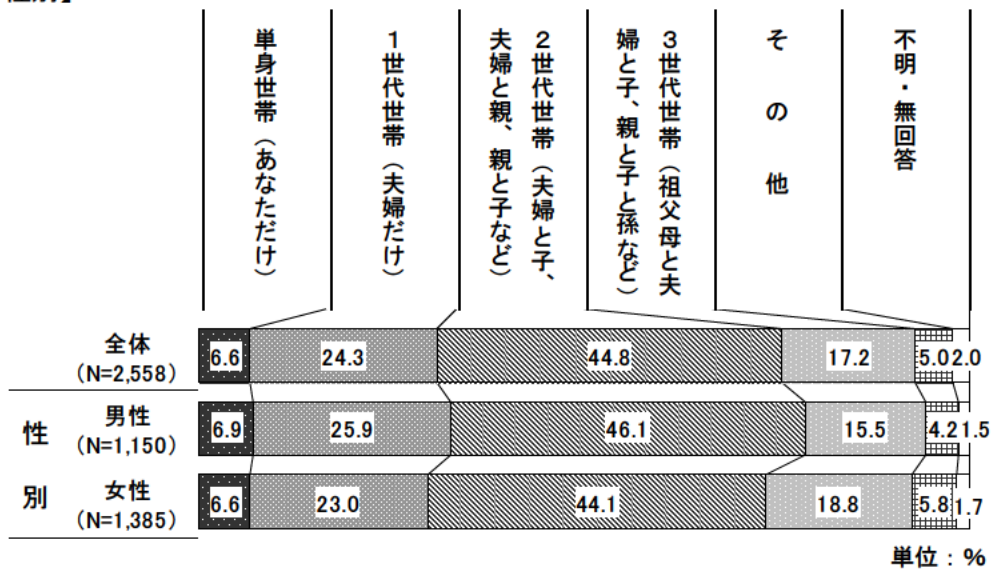 単身世帯（あなただけ）
１世代世帯（夫婦だけ）
２世代世帯（夫婦と子、
夫婦と親、親と子など）
３世代世帯（祖父母と夫
婦と子、親と子と孫など）
その他
不明・無回答
全体
（N=2,558）
6.6 24.3 44.8 17.2 5.0 2.0
性別
男性
（N=1,150）
6.9 25.9 46.1 15.5 4.2 1.5
女性
（N=1,385）
6.6 23.0 44.1 18.8 5.8 1.7
単位：%